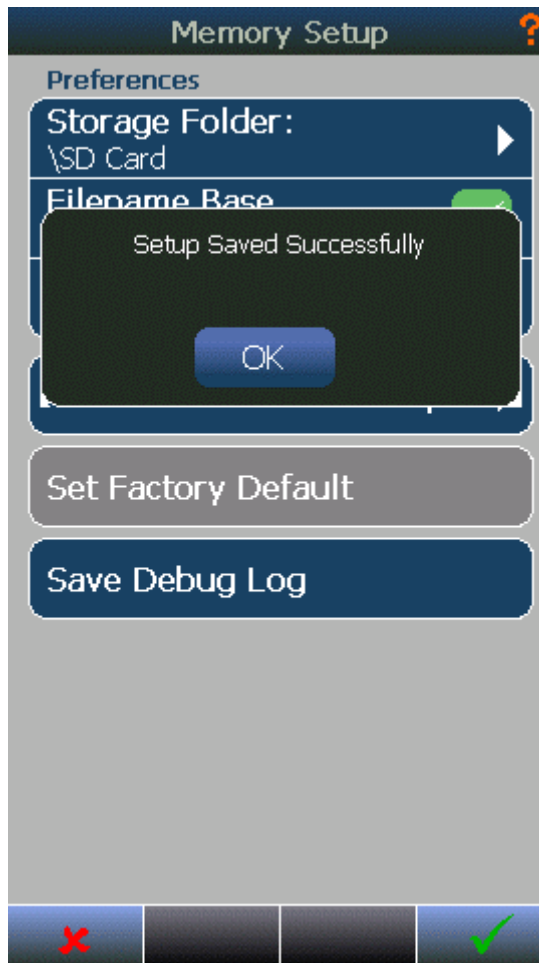 Memory Setup ?
Preferences
Storage Folder:
\SD Card
Filename Base
Setup Saved Successfully
OK
Set Factory Default
Save Debug Log